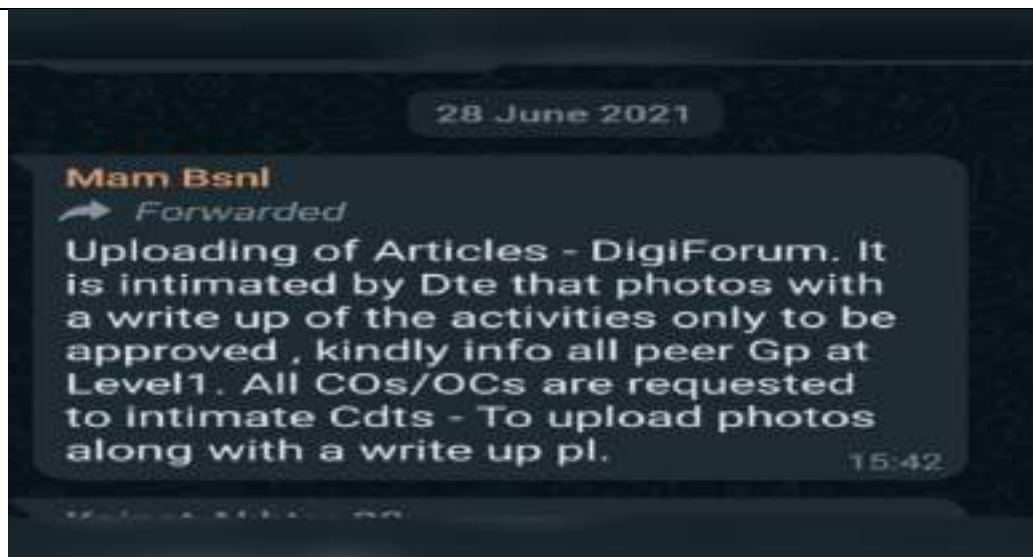 28 June 2021
Mam Bsnl
Forwarded
Uploading of Articles - DigiForum. It
is intimated by Dte that photos with
a write up of the activities only to be
approved , kindly info all peer Gp at
Level1. All COs/OCs are requested
to intimate Cdts - To upload photos
along with a write up pl.
15:42